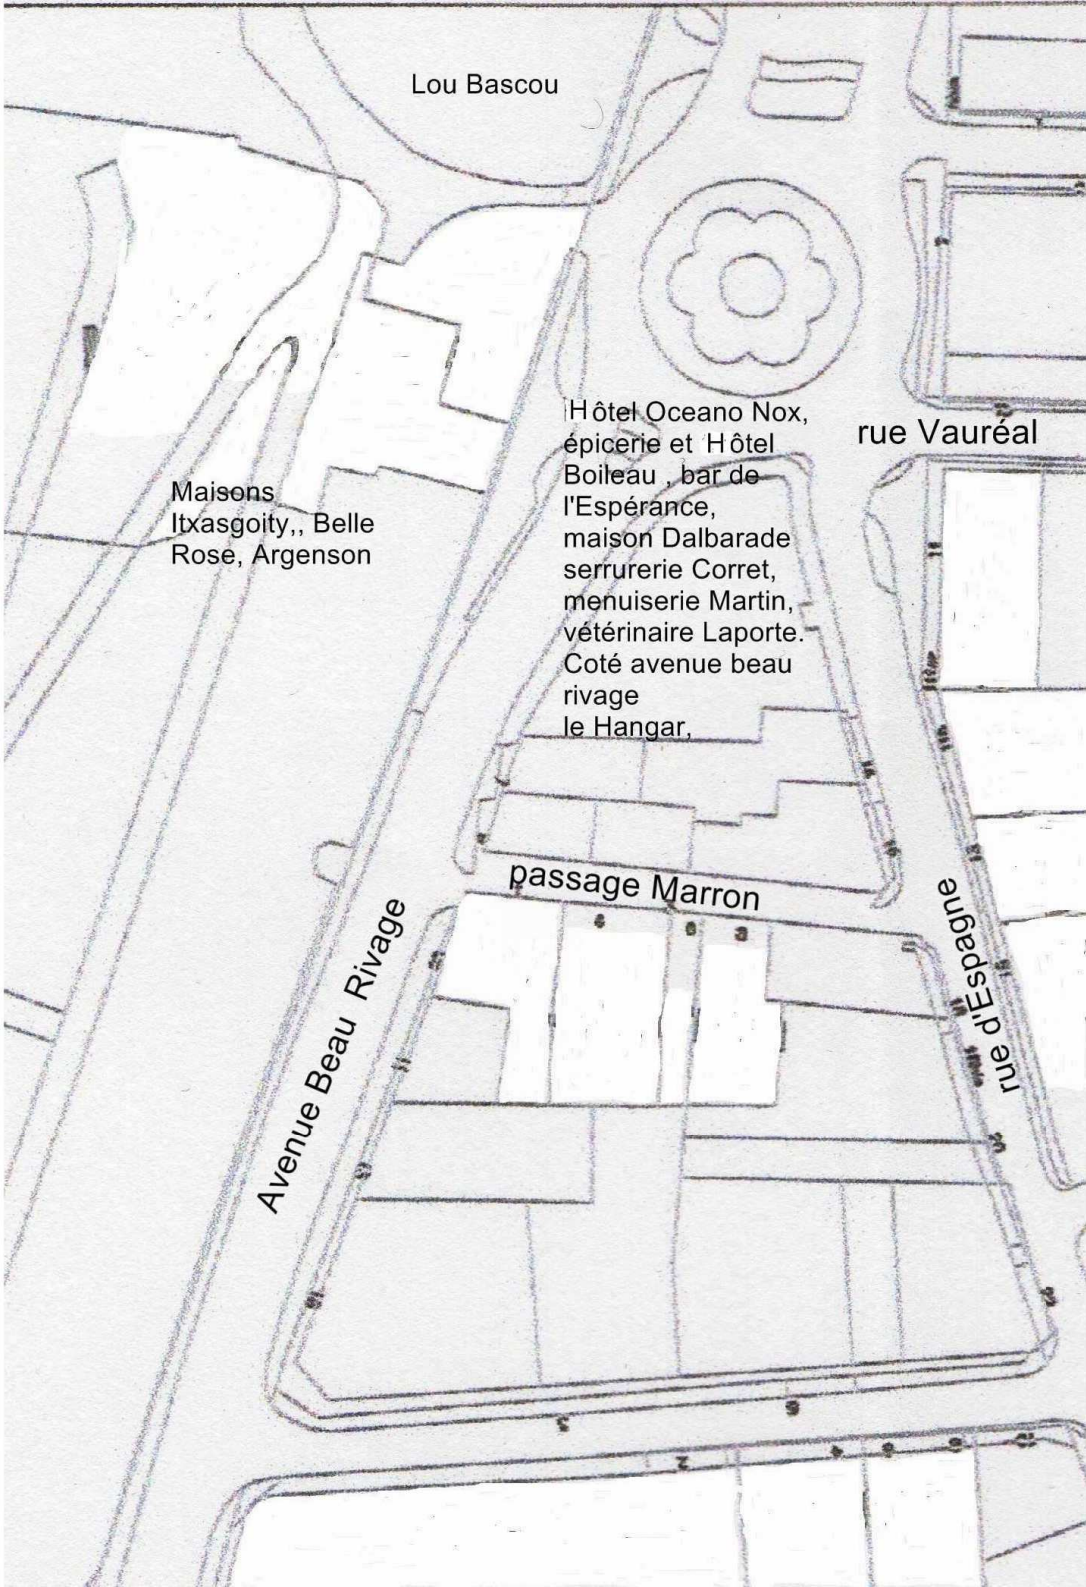 Lou Bascou
Hôtel Oceano Nox,
épicerie et Hôtel
Boileau , bar de
l'Espérance,
maison Dalbarade
serrurerie Corret,
menuiserie Martin,
vétérinaire Laporte.
Coté avenue beau
rivage
le Hangar,
rue Vauréal
Maisons
Itxasgoity,, Belle
Rose, Argenson
passage Marron
Avenue Beau Rivage
rue d'Espagne